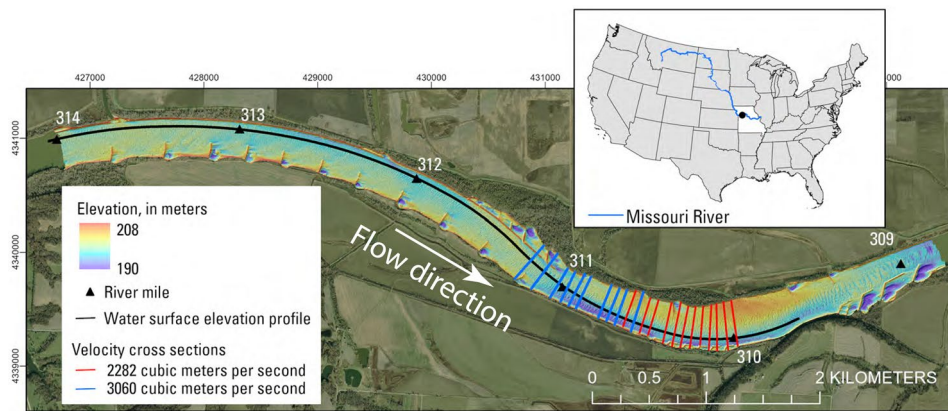 427000
428000
429000
430000
431000
000
4341000
4340000
4339000
314
313
312
311
310
309
Flow direction
Missouri River
Elevation, in meters
208
190
River mile
Water surface elevation profile
Velocity cross sections
2282 cubic meters per second
3060 cubic meters per second
0 0.5 1 2 KILOMETERS